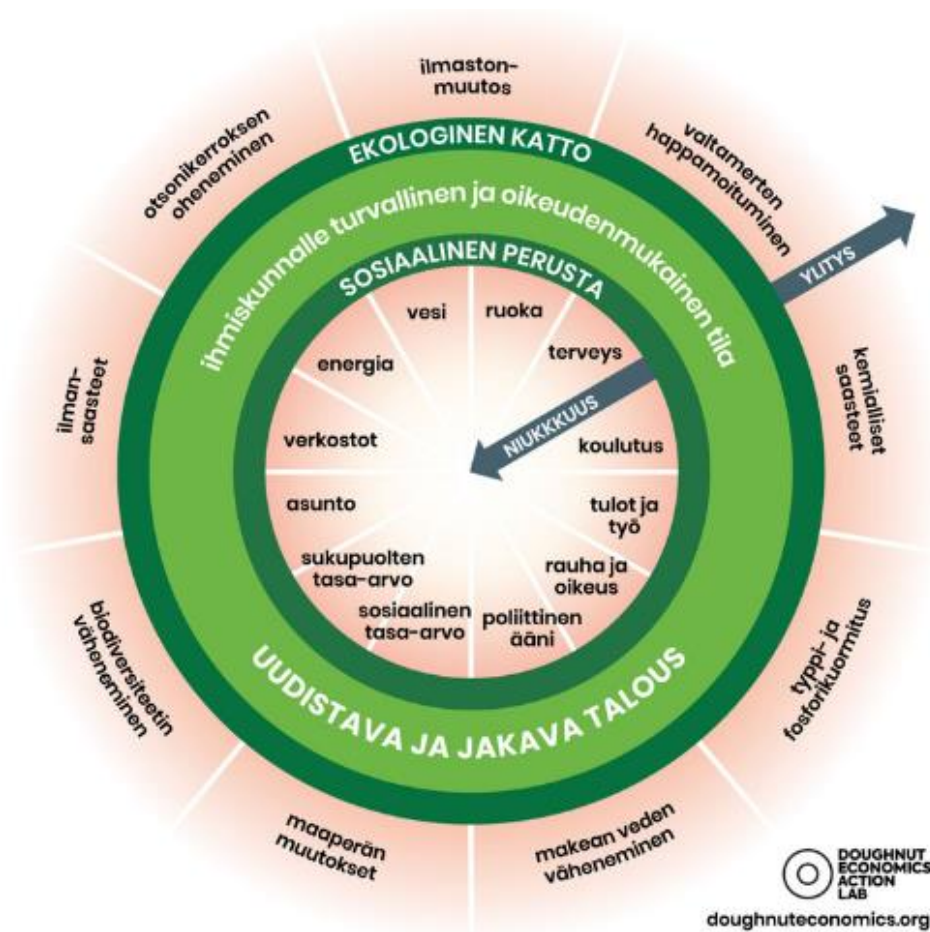 ilmaston-
muutos
valtamerten
happamoituminen
YLITYS
kemialliset
saasteet
typpi- ja
fosforikuormitus
makean veden
väheneminen
maaperän
muutokset
biodiversiteetin
väheneminen
ilman-
saasteet
otsonikerroksen
oheneminen
EKOLOGINEN KATTO
ihmiskunnalle turvallinen ja oikeudenmukainen tila
SOSIAALINEN PERUSTA
vesi
ruoka
terveys
NIUKKKUUS
koulutus
tulot ja
työ
rauha ja
oikeus
poliittinen
ääni
sosiaalinen
tasa-arvo
sukupuolten
tasa-arvo
asunto
verkostot
energia
UUDISTAVA JA JAKAVA TALOUS
DOUGHNUT
ECONOMICS
ACTION
LAB
doughnuteconomics.org